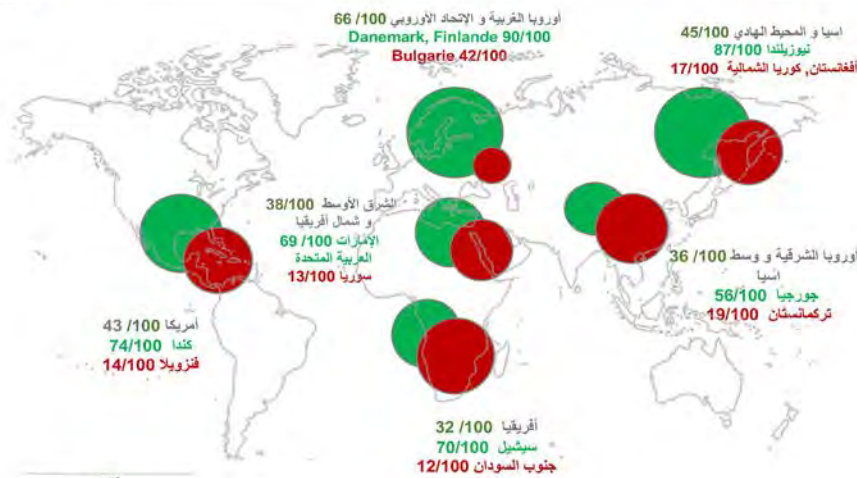 أوروبا الغربية و الإتحاد الأوروبي 66 /100
Danemark, Finlande 90/100
Bulgarie 42/100
اسيا و المحيط الهادي 45/100
نيوزيلندا 87/100
أفغانستان, كوريا الشمالية 17/100
الشرق الأوسط 38/100
و شمال أفريقيا
الإمارات 69 /100
العربية المتحدة
سوريا 13/100
أوروبا الشرقية و وسط 36 /100
اسيا
جورجيا 56/100
تركمانستان 19/100
أمريكا 43 /100
كندا 74/100
فنزويلا 14/100
أفريقيا 32 /100
سيشيل 70/100
جنوب السودان 12/100